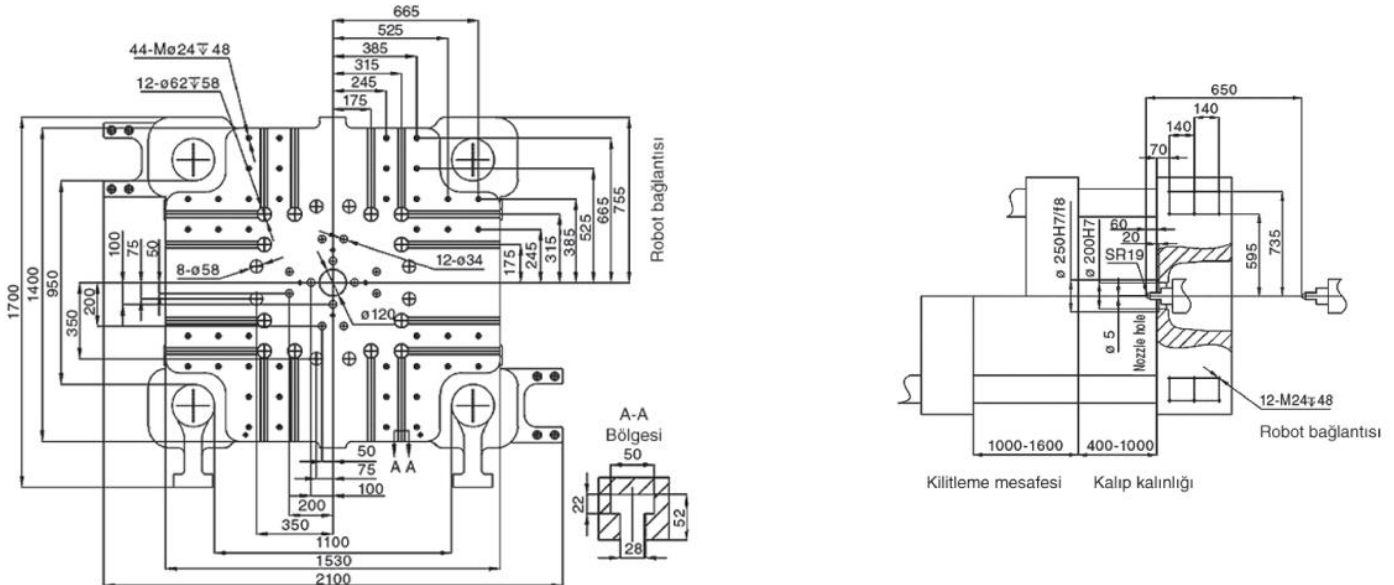 665
525
385
315
245
175
44-Mø24↧48
12-ø62↧58
8-ø58
12-ø34
ø120
1700
1400
950
350
200
100
75
50
175
245
315
385
525
665
755
Robot bağlantısı
A A
50
75
100
200
350
1100
1530
2100
A-A
Bölgesi
50
22
52
28
650
140
140
70
60
20
SR19
ø 250H7/f8
ø 200H7
ø 5
Nozzle hole
595
735
12-M24↧48
Robot bağlantısı
1000-1600
400-1000
Kilitleme mesafesi
Kalıp kalınlığı